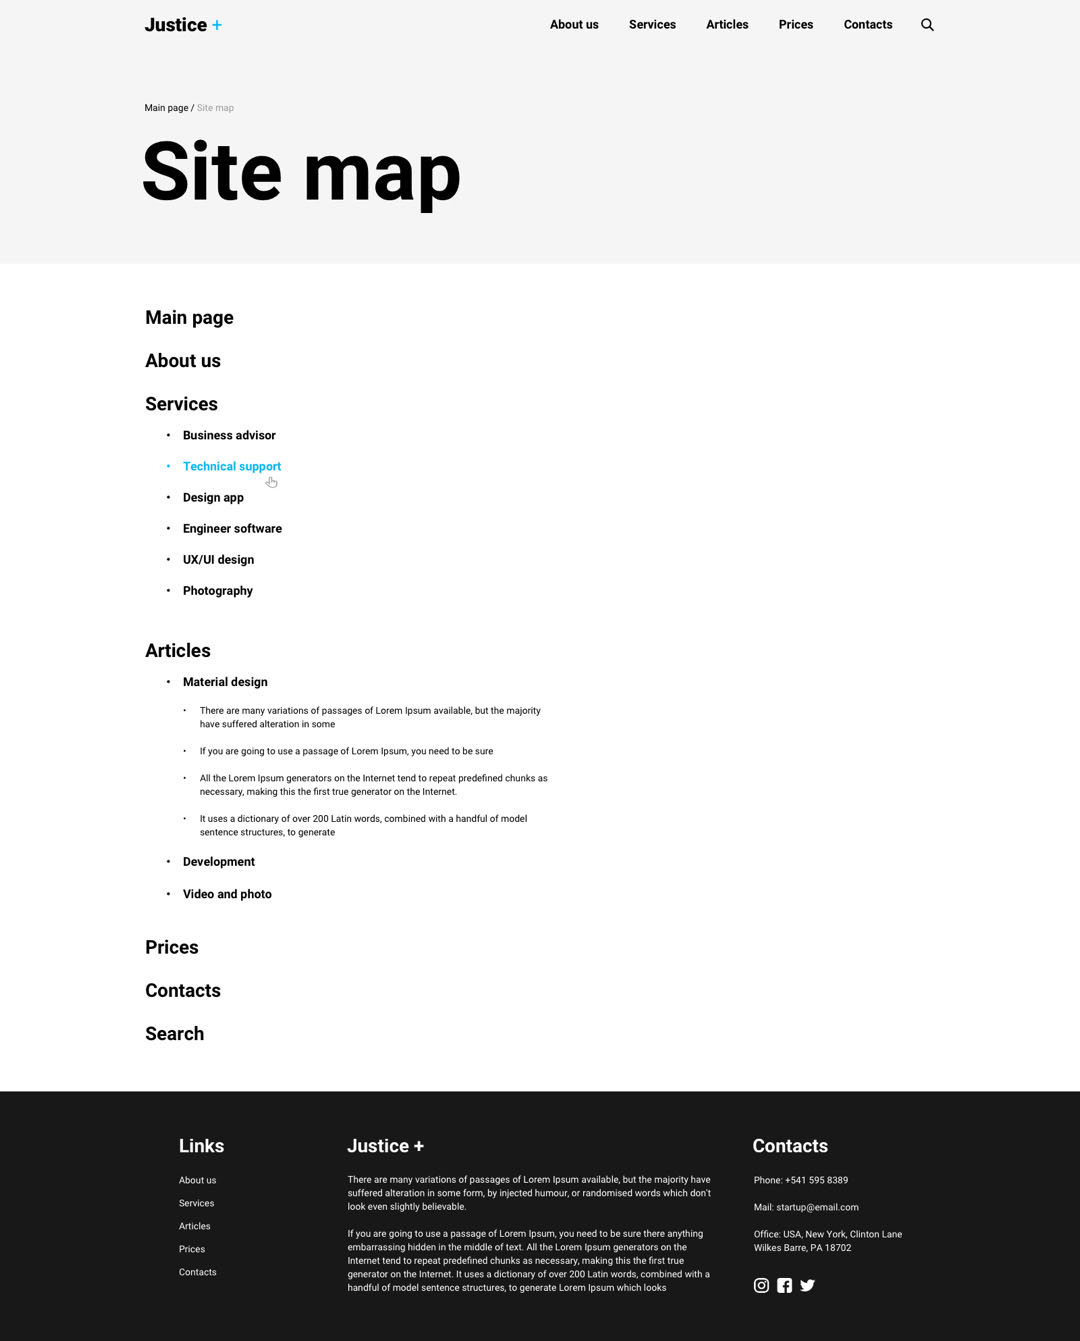 Justice +
About us
Services
Articles
Prices
Contacts
Main page / Site map
Site map
Main page
About us
Services
• Business advisor
• Technical support
• Design app
• Engineer software
• UX/UI design
• Photography
Articles
• Material design
• There are many variations of passages of Lorem Ipsum available, but the majority
have suffered alteration in some
• If you are going to use a passage of Lorem Ipsum, you need to be sure
• All the Lorem Ipsum generators on the Internet tend to repeat predefined chunks as
necessary, making this the first true generator on the Internet.
• It uses a dictionary of over 200 Latin words, combined with a handful of model
sentence structures, to generate
• Development
• Video and photo
Prices
Contacts
Search
Links
About us
Services
Articles
Prices
Contacts
Justice +
There are many variations of passages of Lorem Ipsum available, but the majority have
suffered alteration in some form, by injected humour, or randomised words which don't
look even slightly believable.
If you are going to use a passage of Lorem Ipsum, you need to be sure there anything
embarrassing hidden in the middle of text. All the Lorem Ipsum generators on the
Internet tend to repeat predefined chunks as necessary, making this the first true
generator on the Internet. It uses a dictionary of over 200 Latin words, combined with a
handful of model sentence structures, to generate Lorem Ipsum which looks
Contacts
Phone: +541 595 8389
Mail: startup@email.com
Office: USA, New York, Clinton Lane
Wilkes Barre, PA 18702